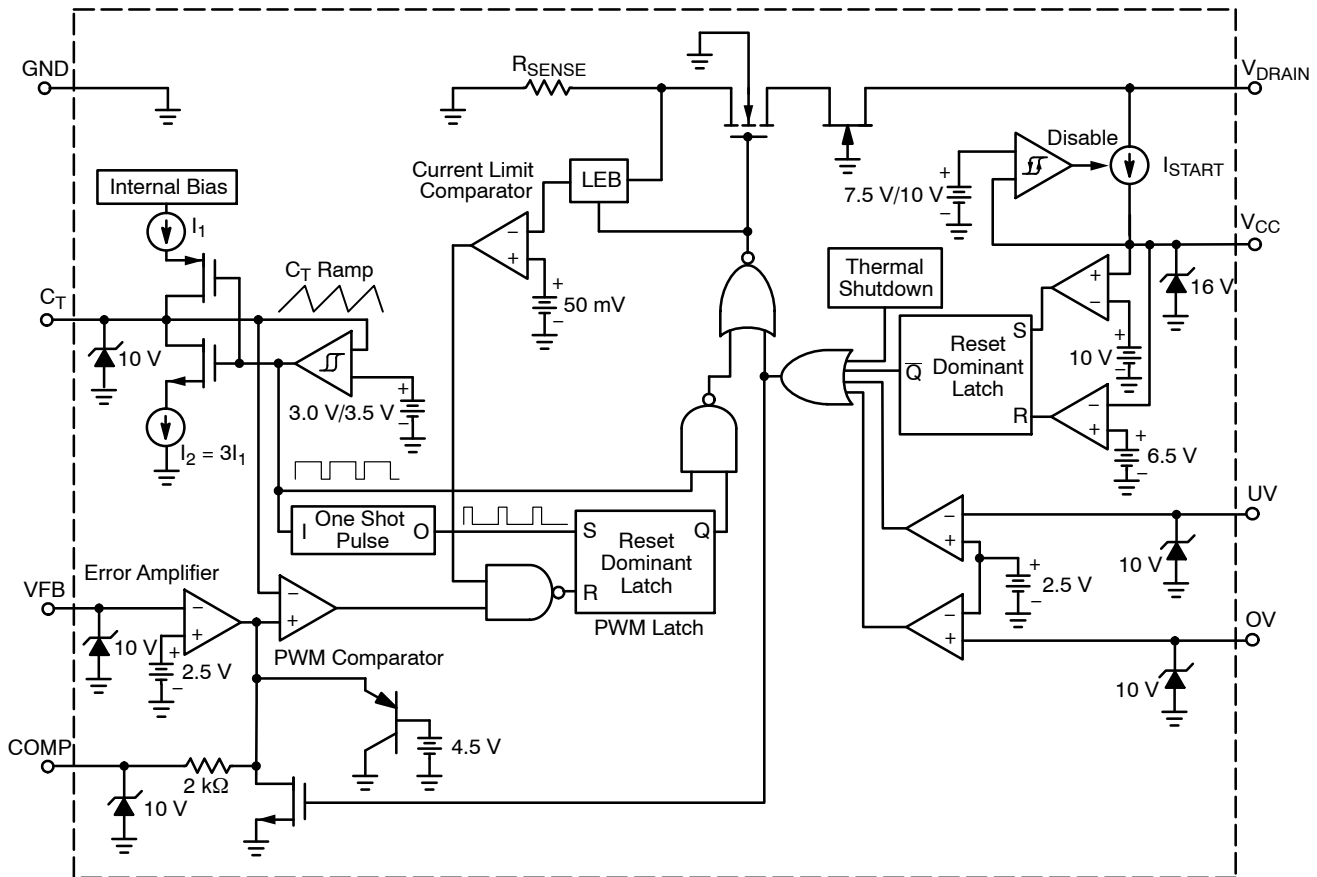 GND
R_SENSE
V_DRAIN
Disable
I_START
+
7.5 V/10 V
−
Current Limit
Comparator
LEB
Internal Bias
I₁
V_CC
−
+
+
50 mV
−
Thermal
Shutdown
+
−
16 V
C_T Ramp
C_T
10 V
+
3.0 V/3.5 V
−
I₂ = 3I₁
S
Reset
Dominant
Latch
Q̅
R
+
10 V
−
−
+
+
6.5 V
−
UV
−
+
10 V
+
2.5 V
−
I
One Shot
Pulse
O
S
Q
Reset
Dominant
Latch
R
PWM Latch
Error Amplifier
VFB
−
+
10 V
+
2.5 V
−
−
+
PWM Comparator
−
+
OV
10 V
4.5 V
COMP
2 kΩ
10 V